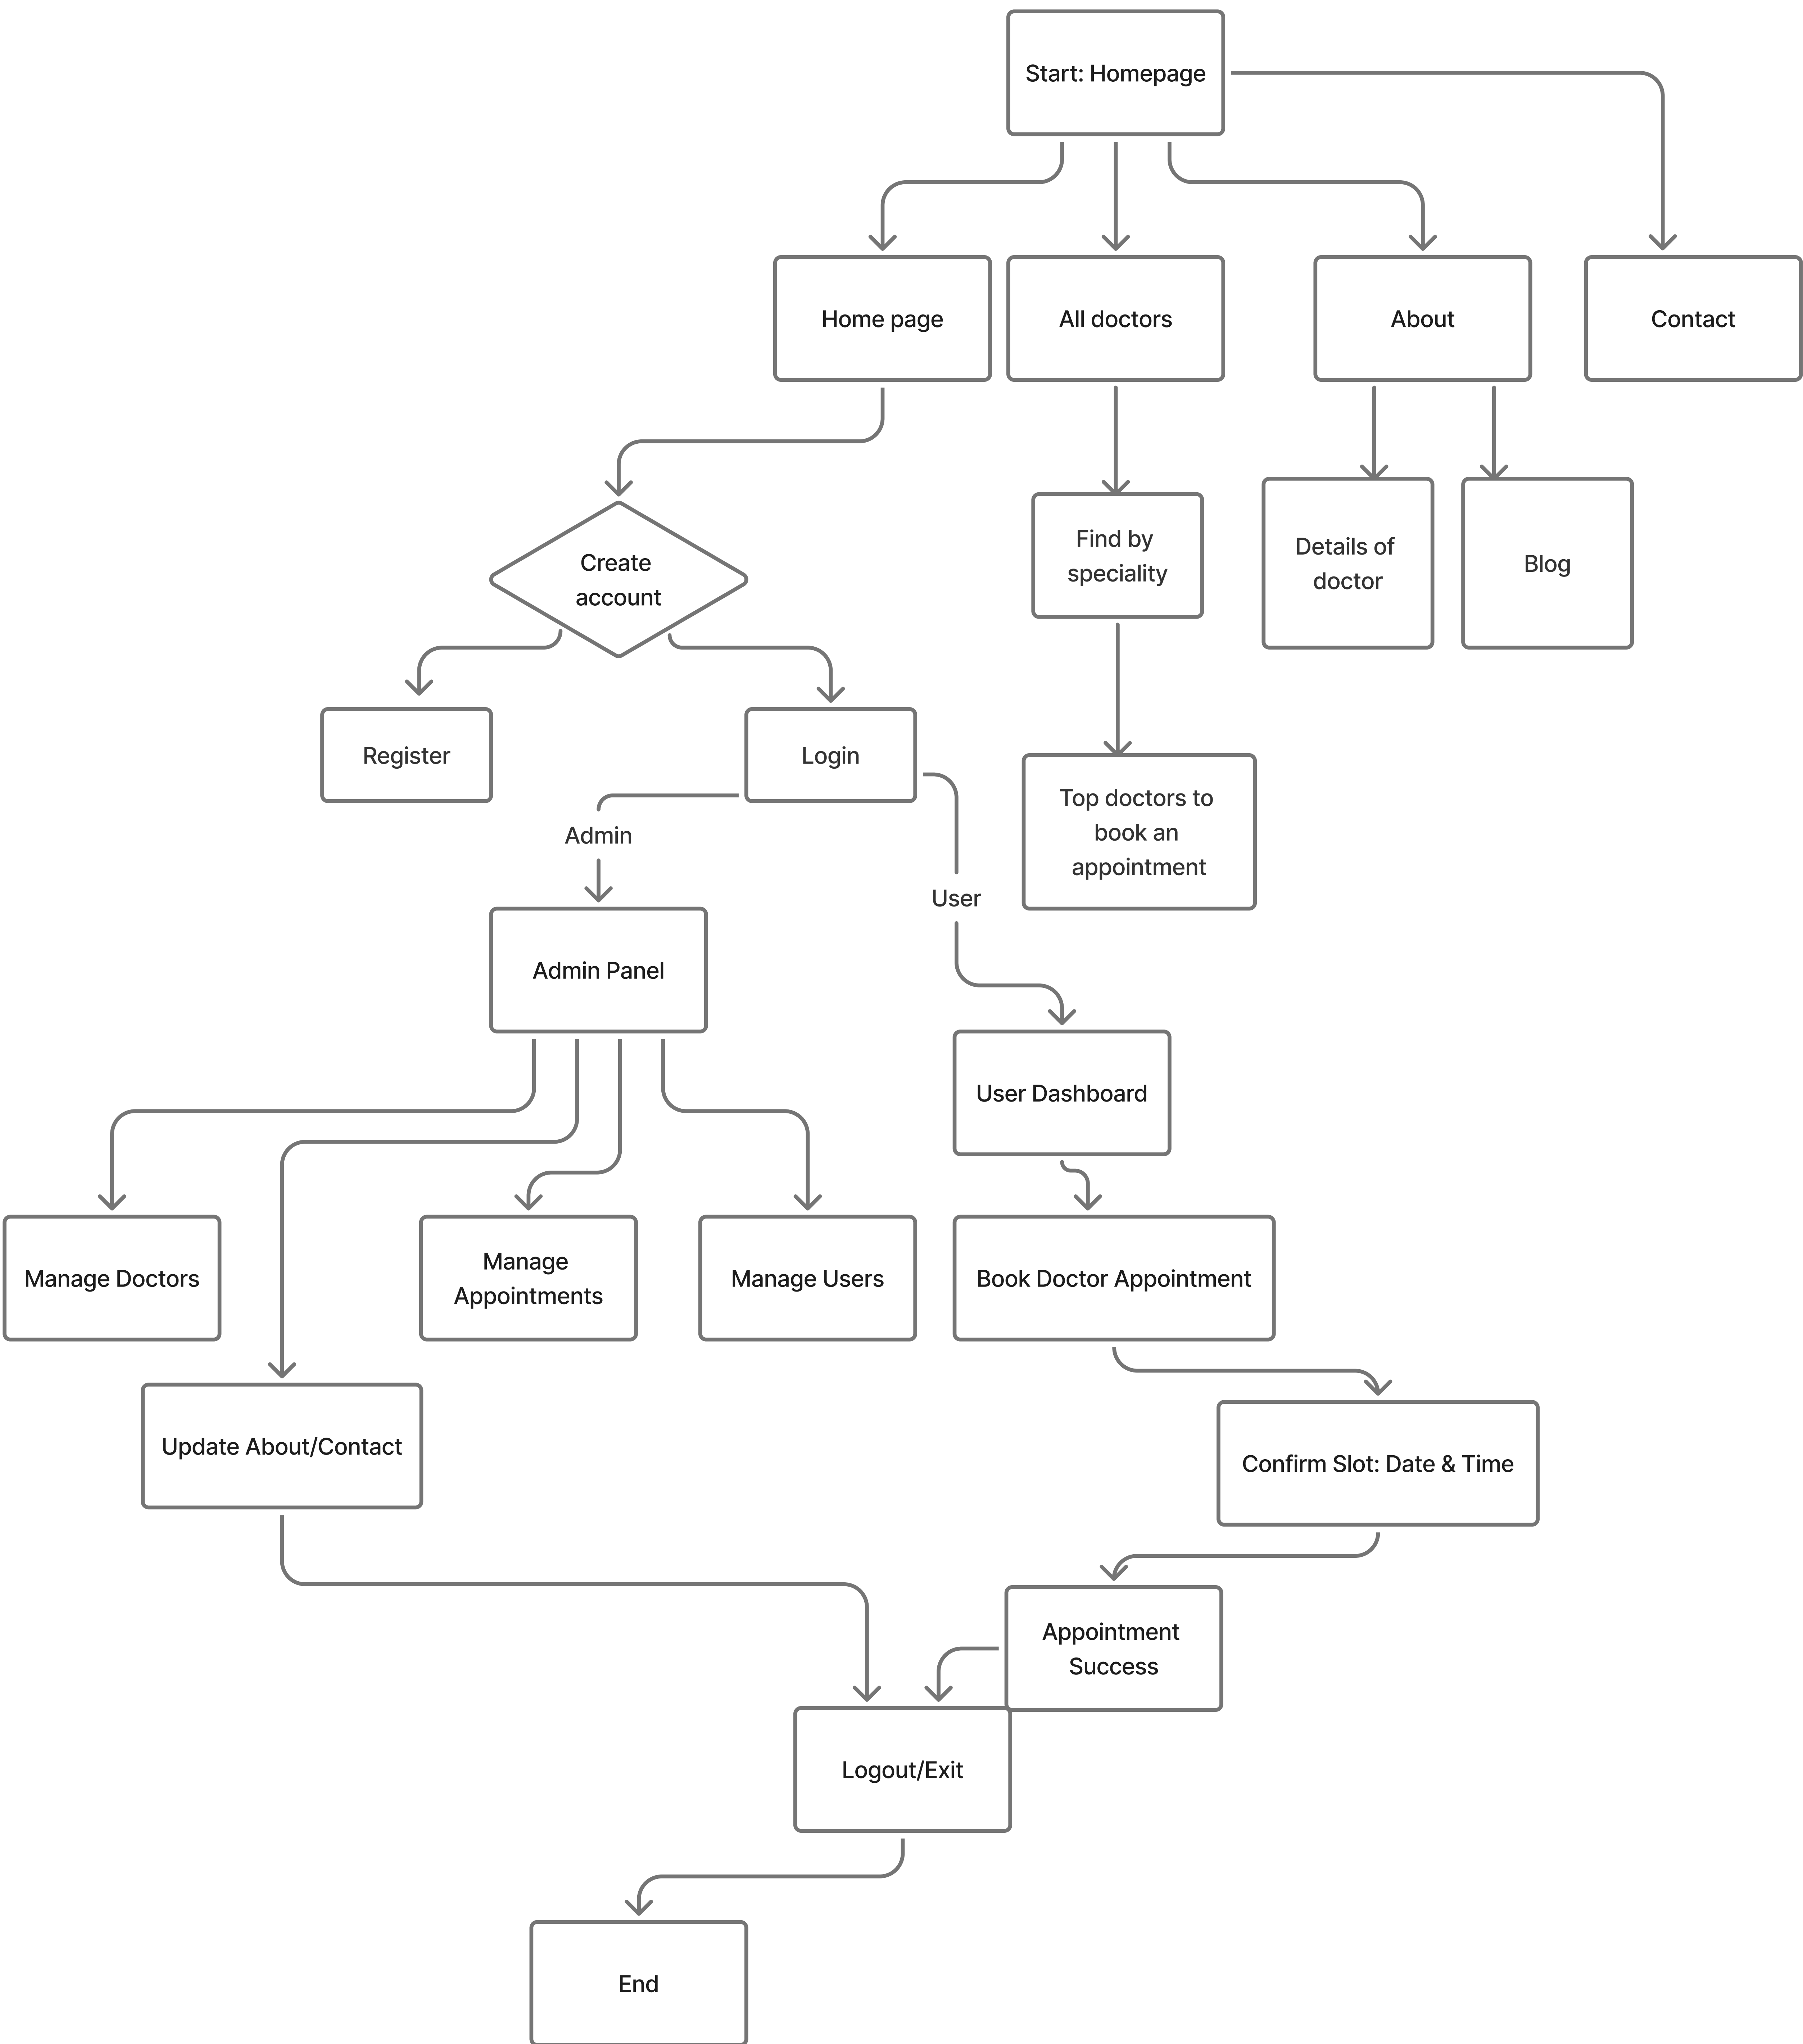 Start: Homepage
Home page
All doctors
About
Contact
Create
account
Find by
speciality
Details of
doctor
Blog
Register
Login
Top doctors to
book an
appointment
Admin
User
Admin Panel
User Dashboard
Manage Doctors
Manage
Appointments
Manage Users
Book Doctor Appointment
Update About/Contact
Confirm Slot: Date & Time
Appointment
Success
Logout/Exit
End